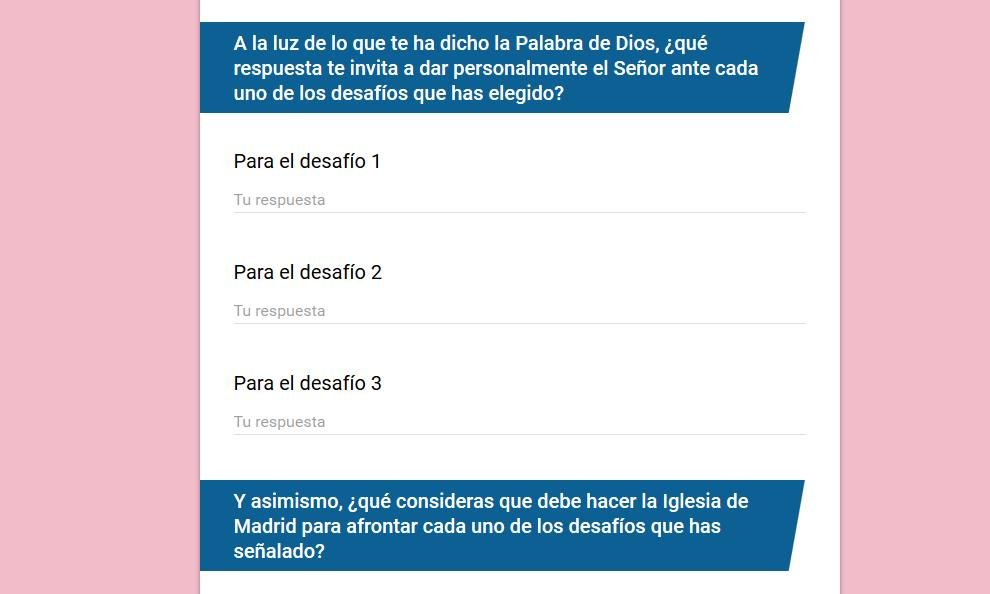 A la luz de lo que te ha dicho la Palabra de Dios, ¿qué
respuesta te invita a dar personalmente el Señor ante cada
uno de los desafíos que has elegido?
Para el desafío 1
Tu respuesta
Para el desafío 2
Tu respuesta
Para el desafío 3
Tu respuesta
Y asimismo, ¿qué consideras que debe hacer la Iglesia de
Madrid para afrontar cada uno de los desafíos que has
señalado?